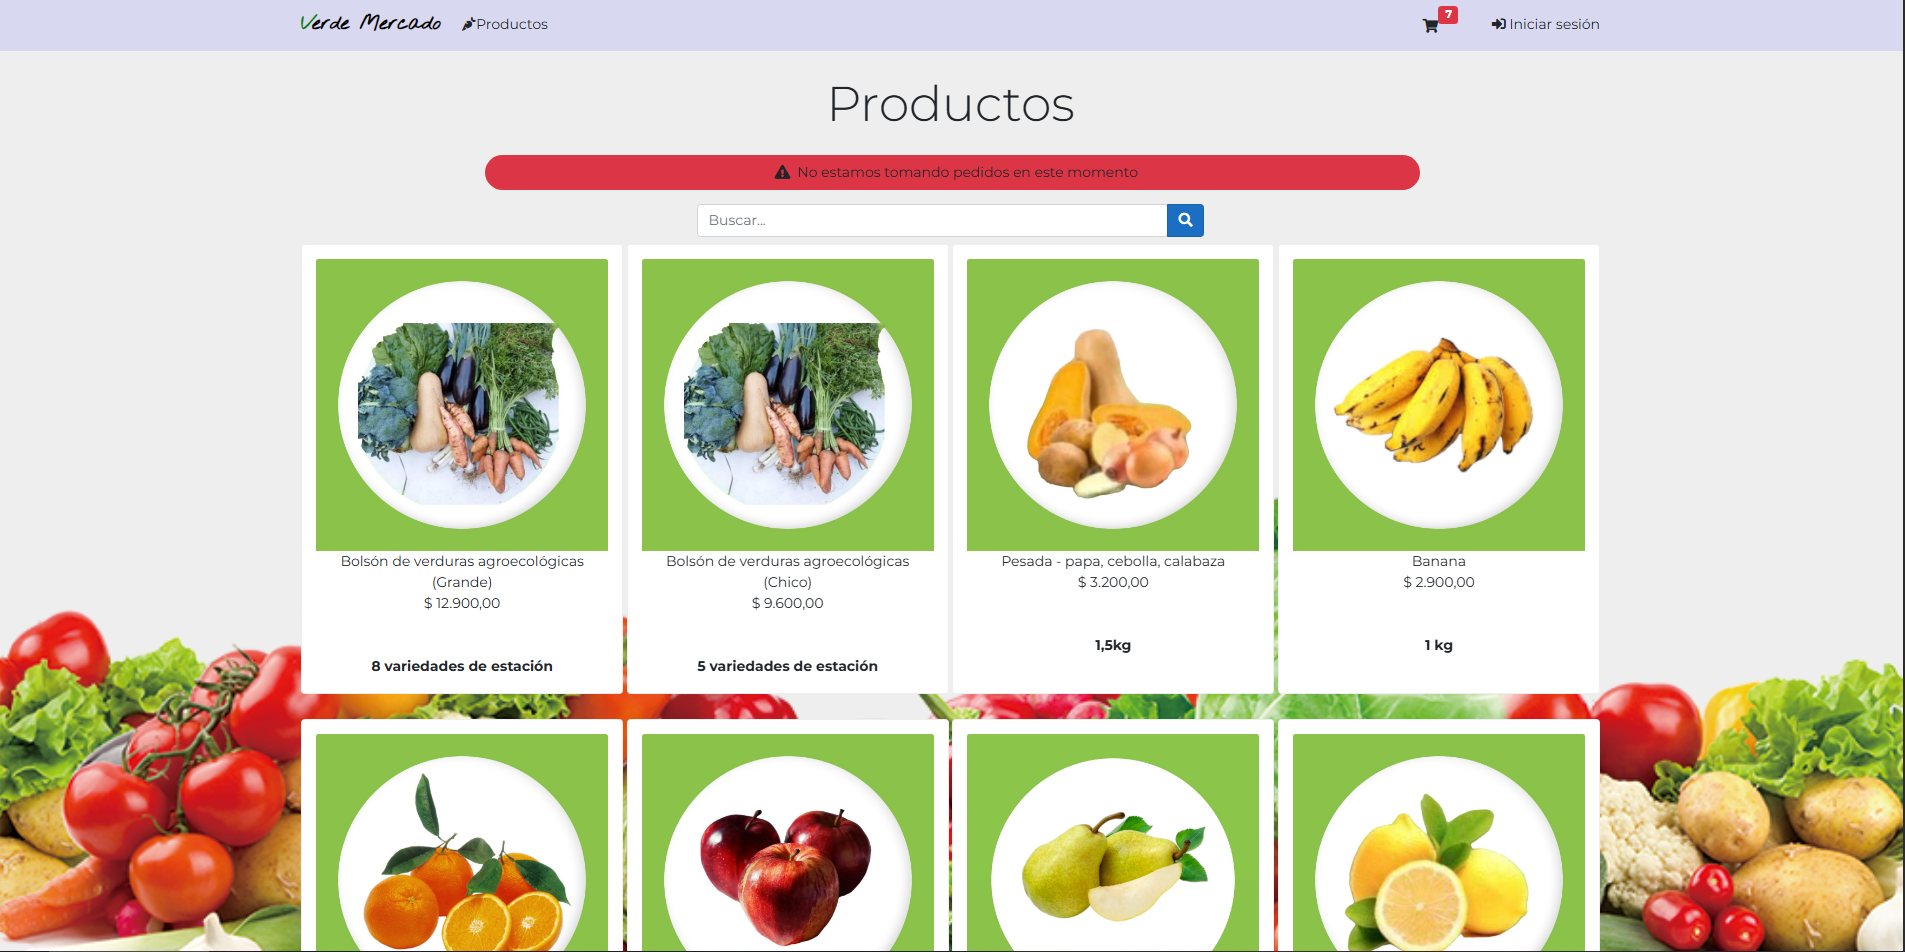 Verde Mercado
Productos
7
Iniciar sesión
Productos
No estamos tomando pedidos en este momento
Buscar...
Bolsón de verduras agroecológicas
(Grande)
$ 12.900,00
8 variedades de estación
Bolsón de verduras agroecológicas
(Chico)
$ 9.600,00
5 variedades de estación
Pesada - papa, cebolla, calabaza
$ 3.200,00
1,5kg
Banana
$ 2.900,00
1 kg